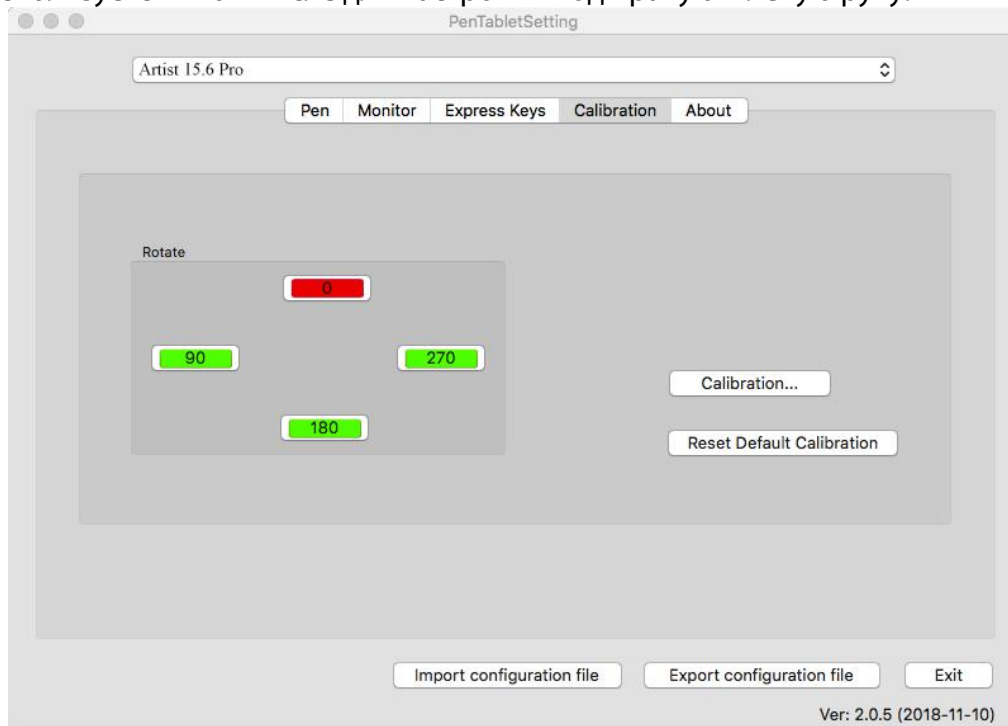 PenTabletSetting
Artist 15.6 Pro
Pen Monitor Express Keys Calibration About
Rotate
0
90 270
180
Calibration...
Reset Default Calibration
Import configuration file Export configuration file Exit
Ver: 2.0.5 (2018-11-10)